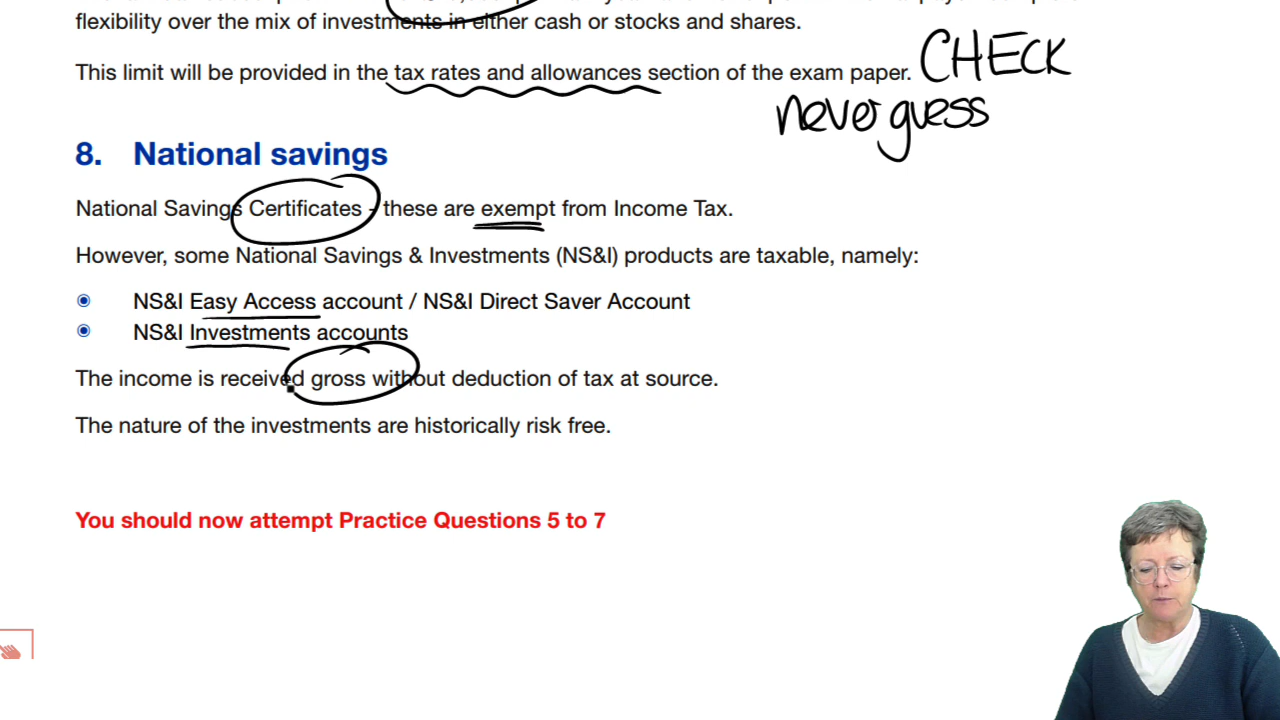 flexibility over the mix of investments in either cash or stocks and shares.
This limit will be provided in the tax rates and allowances section of the exam paper. CHECK
never guess
8. National savings
National Savings Certificates - these are exempt from Income Tax.
However, some National Savings & Investments (NS&I) products are taxable, namely:
NS&I Easy Access account / NS&I Direct Saver Account
NS&I Investments accounts
The income is received gross without deduction of tax at source.
The nature of the investments are historically risk free.
You should now attempt Practice Questions 5 to 7